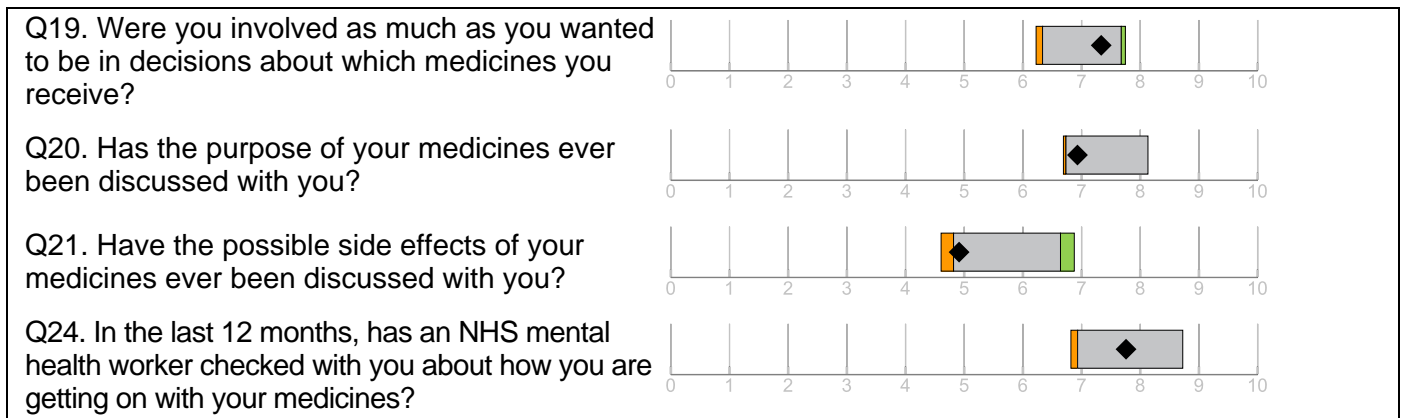 Q19. Were you involved as much as you wanted
to be in decisions about which medicines you
receive?
0 1 2 3 4 5 6 7 8 9 10
Q20. Has the purpose of your medicines ever
been discussed with you?
0 1 2 3 4 5 6 7 8 9 10
Q21. Have the possible side effects of your
medicines ever been discussed with you?
0 1 2 3 4 5 6 7 8 9 10
Q24. In the last 12 months, has an NHS mental
health worker checked with you about how you are
getting on with your medicines?
0 1 2 3 4 5 6 7 8 9 10